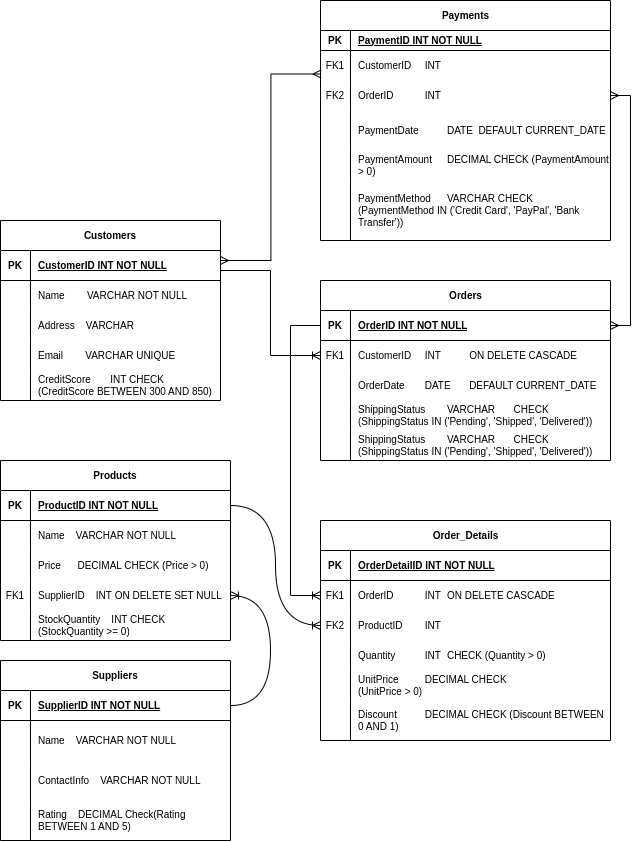 Payments
PK PaymentID INT NOT NULL
FK1 CustomerID INT
FK2 OrderID INT
PaymentDate DATE DEFAULT CURRENT_DATE
PaymentAmount DECIMAL CHECK (PaymentAmount
> 0)
PaymentMethod VARCHAR CHECK
(PaymentMethod IN ('Credit Card', 'PayPal', 'Bank
Transfer'))
Customers
PK CustomerID INT NOT NULL
Name VARCHAR NOT NULL
Address VARCHAR
Email VARCHAR UNIQUE
CreditScore INT CHECK
(CreditScore BETWEEN 300 AND 850)
Orders
PK OrderID INT NOT NULL
FK1 CustomerID INT ON DELETE CASCADE
OrderDate DATE DEFAULT CURRENT_DATE
ShippingStatus VARCHAR CHECK
(ShippingStatus IN ('Pending', 'Shipped', 'Delivered'))
ShippingStatus VARCHAR CHECK
(ShippingStatus IN ('Pending', 'Shipped', 'Delivered'))
Products
PK ProductID INT NOT NULL
Name VARCHAR NOT NULL
Price DECIMAL CHECK (Price > 0)
FK1 SupplierID INT ON DELETE SET NULL
StockQuantity INT CHECK
(StockQuantity >= 0)
Order_Details
PK OrderDetailID INT NOT NULL
FK1 OrderID INT ON DELETE CASCADE
FK2 ProductID INT
Quantity INT CHECK (Quantity > 0)
UnitPrice DECIMAL CHECK
(UnitPrice > 0)
Discount DECIMAL CHECK (Discount BETWEEN
0 AND 1)
Suppliers
PK SupplierID INT NOT NULL
Name VARCHAR NOT NULL
ContactInfo VARCHAR NOT NULL
Rating DECIMAL Check(Rating
BETWEEN 1 AND 5)